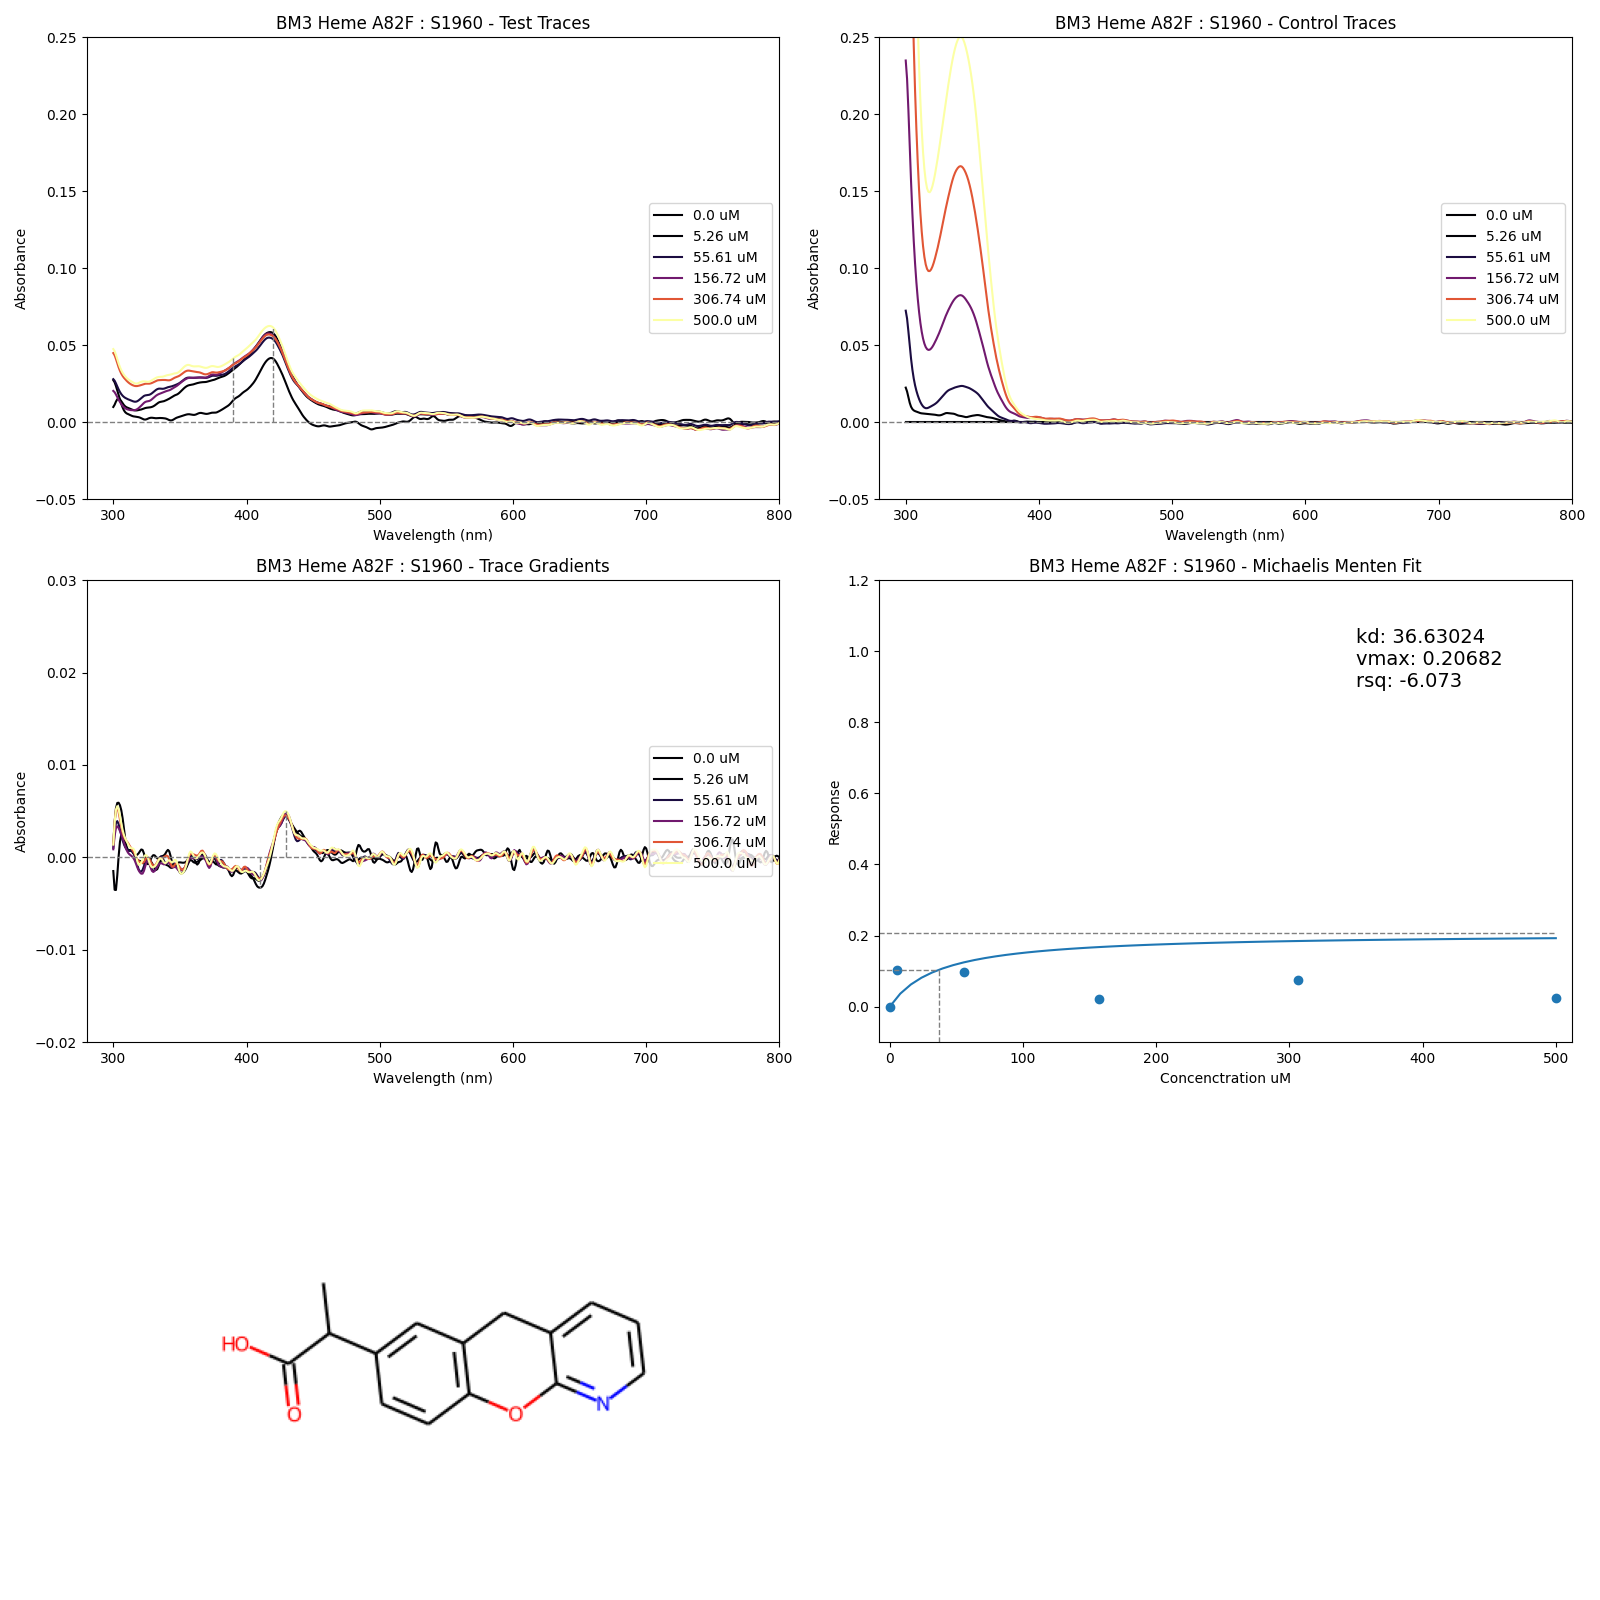 BM3 Heme A82F : S1960 - Test Traces
0.25
0.20
0.15
0.10
0.05
0.00
−0.05
Absorbance
0.0 uM
5.26 uM
55.61 uM
156.72 uM
306.74 uM
500.0 uM
300 400 500 600 700 800
Wavelength (nm)
BM3 Heme A82F : S1960 - Control Traces
0.25
0.20
0.15
0.10
0.05
0.00
−0.05
Absorbance
0.0 uM
5.26 uM
55.61 uM
156.72 uM
306.74 uM
500.0 uM
300 400 500 600 700 800
Wavelength (nm)
BM3 Heme A82F : S1960 - Trace Gradients
0.03
0.02
0.01
0.00
−0.01
−0.02
Absorbance
0.0 uM
5.26 uM
55.61 uM
156.72 uM
306.74 uM
500.0 uM
300 400 500 600 700 800
Wavelength (nm)
BM3 Heme A82F : S1960 - Michaelis Menten Fit
1.2
1.0
0.8
0.6
0.4
0.2
0.0
Response
kd: 36.63024
vmax: 0.20682
rsq: -6.073
0 100 200 300 400 500
Concenctration uM
HO
O
O
N